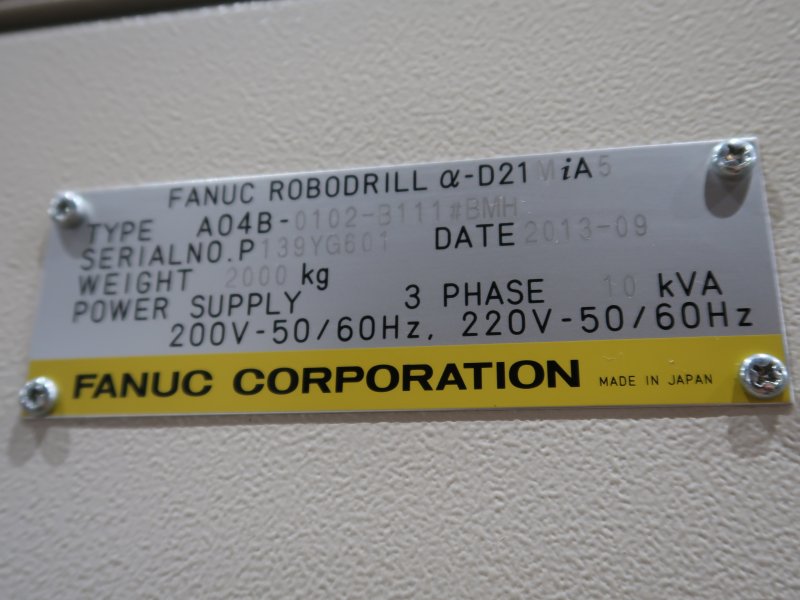 FANUC ROBODRILL α-D21MiA5
TYPE A04B-0102-B111#BMH
SERIALNO.P139YG601 DATE 2013-09
WEIGHT 2000 kg
POWER SUPPLY 3 PHASE 10 kVA
200V-50/60Hz, 220V-50/60Hz
FANUC CORPORATION MADE IN JAPAN